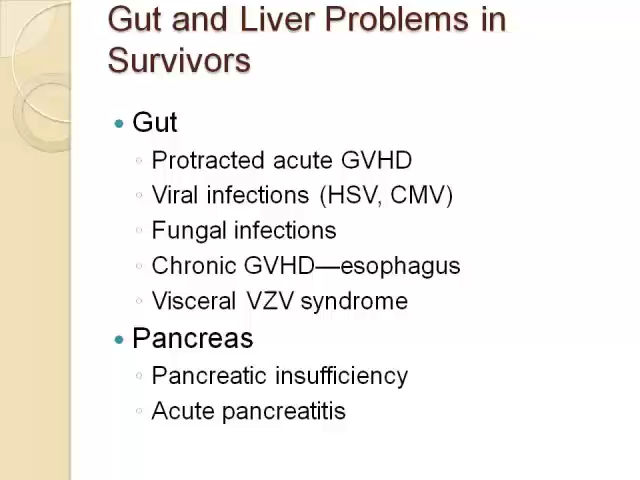 Gut and Liver Problems in
Survivors
• Gut
◦ Protracted acute GVHD
◦ Viral infections (HSV, CMV)
◦ Fungal infections
◦ Chronic GVHD—esophagus
◦ Visceral VZV syndrome
• Pancreas
◦ Pancreatic insufficiency
◦ Acute pancreatitis